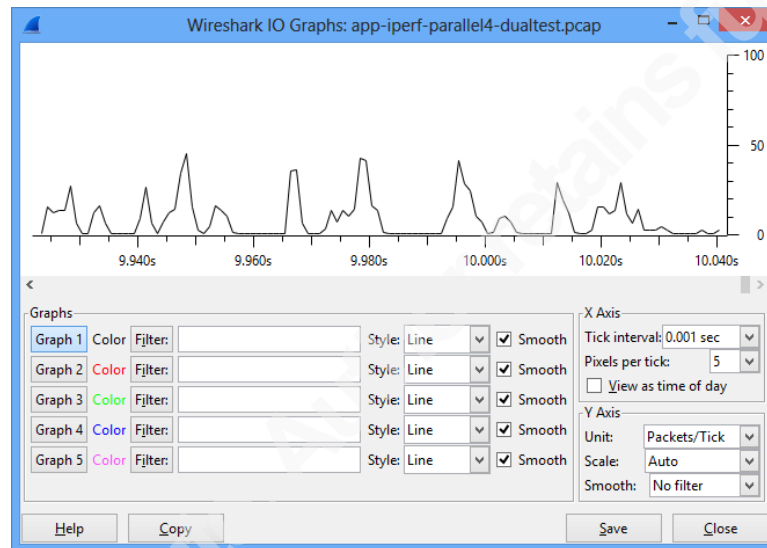 Wireshark IO Graphs: app-iperf-parallel4-dualtest.pcap
100
50
0
9.940s 9.960s 9.980s 10.000s 10.020s 10.040s
Graphs
Graph 1 Color Filter: Style: Line Smooth
Graph 2 Color Filter: Style: Line Smooth
Graph 3 Color Filter: Style: Line Smooth
Graph 4 Color Filter: Style: Line Smooth
Graph 5 Color Filter: Style: Line Smooth
X Axis
Tick interval: 0.001 sec
Pixels per tick: 5
View as time of day
Y Axis
Unit: Packets/Tick
Scale: Auto
Smooth: No filter
Help Copy Save Close